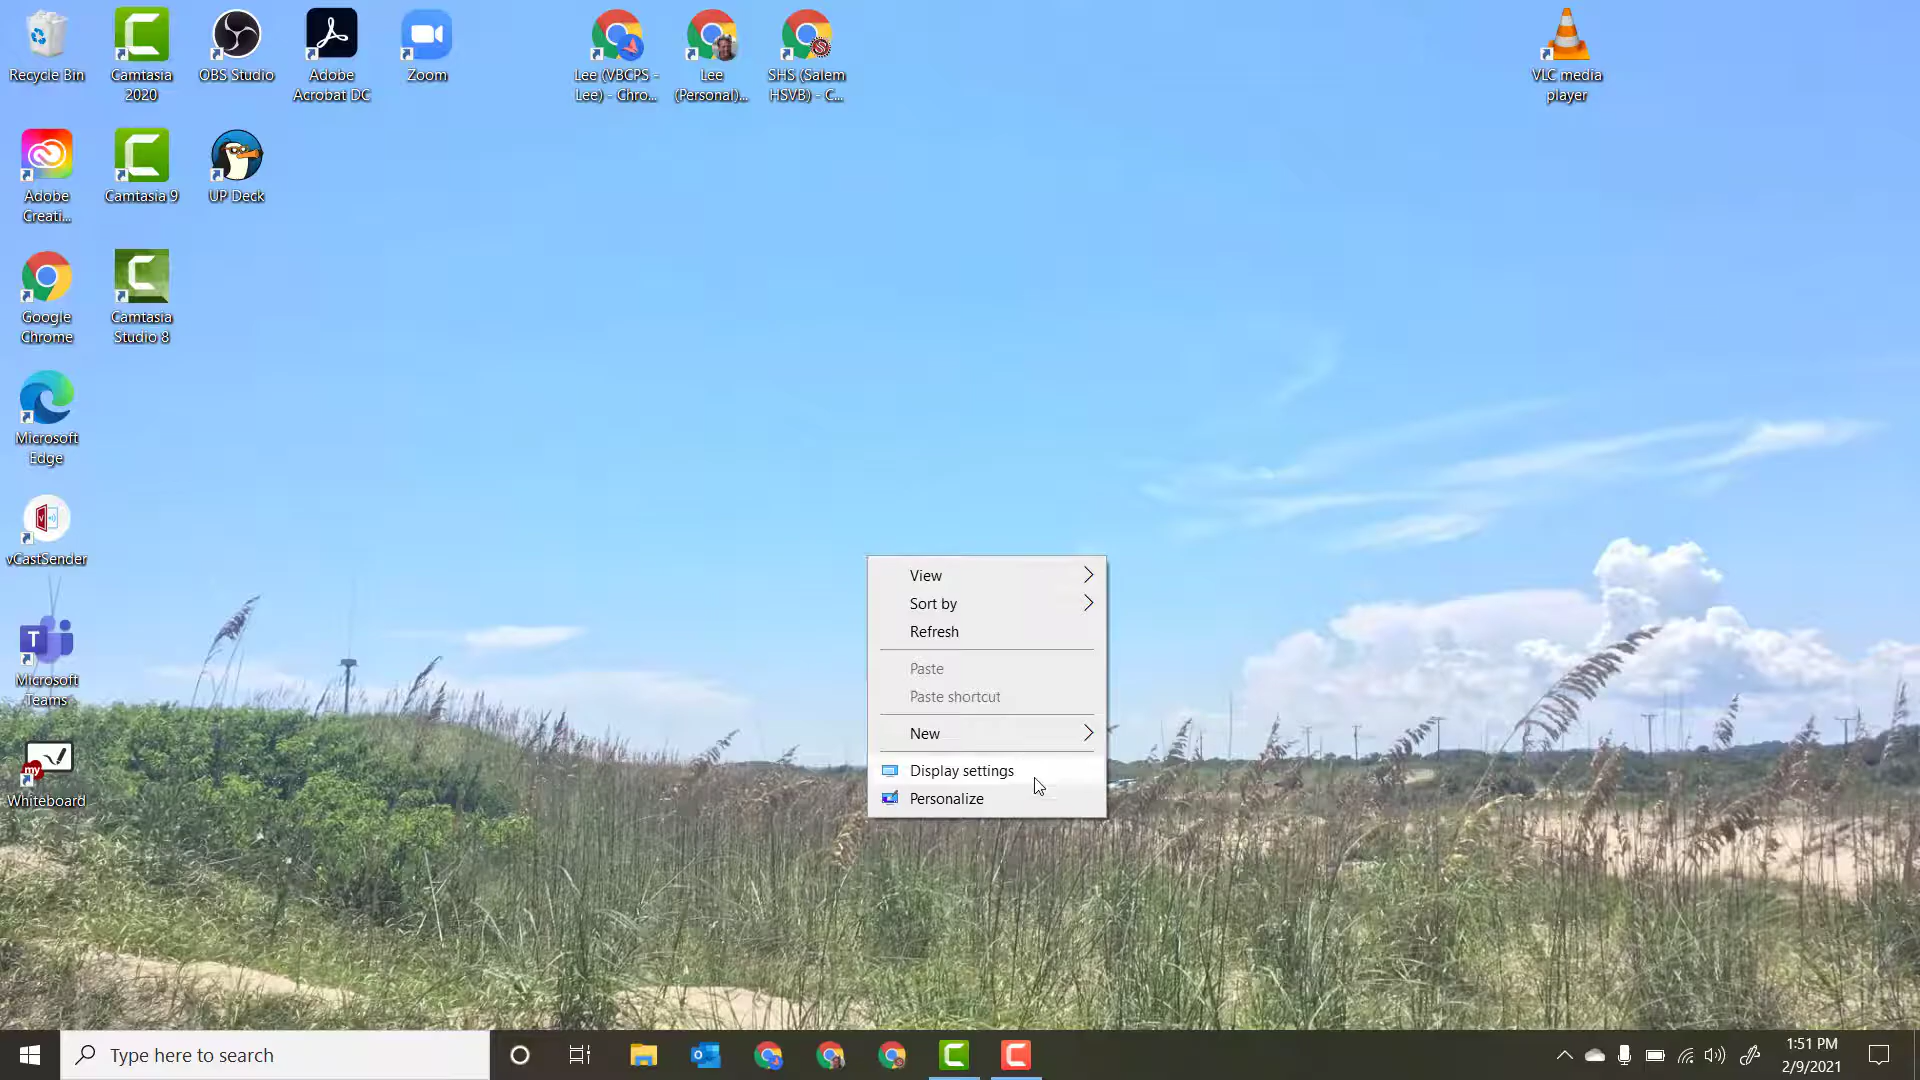 Recycle Bin
Camtasia
2020
OBS Studio
Adobe
Acrobat DC
Zoom
Lee (VBCPS -
Lee) - Chro...
Lee
(Personal)...
SHS (Salem
HSVB) - C...
VLC media
player
Adobe
Creati...
Camtasia 9
UP Deck
Google
Chrome
Camtasia
Studio 8
Microsoft
Edge
vCastSender
T
Microsoft
Teams
my
Whiteboard
View
Sort by
Refresh
Paste
Paste shortcut
New
Display settings
Personalize
Type here to search
1:51 PM
2/9/2021